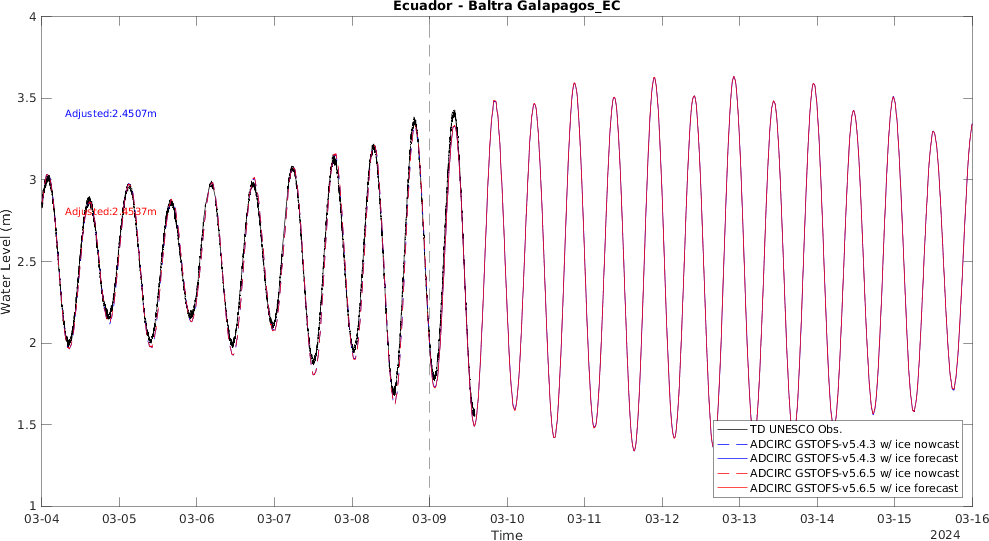 Ecuador - Baltra Galapagos_EC
4
3.5
3
2.5
2
1.5
1
Water Level (m)
Adjusted:2.4507m
Adjusted:2.4537m
TD UNESCO Obs.
ADCIRC GSTOFS-v5.4.3 w/ ice nowcast
ADCIRC GSTOFS-v5.4.3 w/ ice forecast
ADCIRC GSTOFS-v5.6.5 w/ ice nowcast
ADCIRC GSTOFS-v5.6.5 w/ ice forecast
03-04 03-05 03-06 03-07 03-08 03-09 03-10 03-11 03-12 03-13 03-14 03-15 03-16
Time
2024